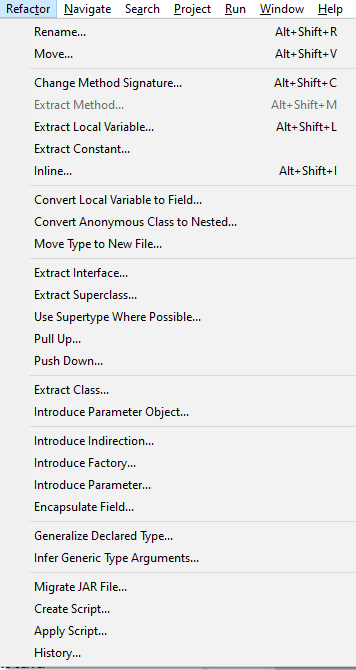 Refactor Navigate Search Project Run Window Help
Rename... Alt+Shift+R
Move... Alt+Shift+V
Change Method Signature... Alt+Shift+C
Extract Method... Alt+Shift+M
Extract Local Variable... Alt+Shift+L
Extract Constant...
Inline... Alt+Shift+I
Convert Local Variable to Field...
Convert Anonymous Class to Nested...
Move Type to New File...
Extract Interface...
Extract Superclass...
Use Supertype Where Possible...
Pull Up...
Push Down...
Extract Class...
Introduce Parameter Object...
Introduce Indirection...
Introduce Factory...
Introduce Parameter...
Encapsulate Field...
Generalize Declared Type...
Infer Generic Type Arguments...
Migrate JAR File...
Create Script...
Apply Script...
History...